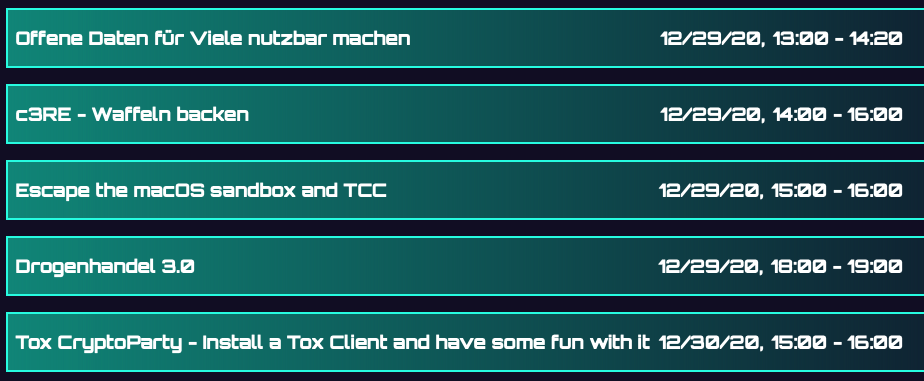 Offene Daten für Viele nutzbar machen 12/29/20, 13:00 - 14:20
c3RE - Waffeln backen 12/29/20, 14:00 - 16:00
Escape the macOS sandbox and TCC 12/29/20, 15:00 - 16:00
Drogenhandel 3.0 12/29/20, 18:00 - 19:00
Tox CryptoParty - Install a Tox Client and have some fun with it 12/30/20, 15:00 - 16:00